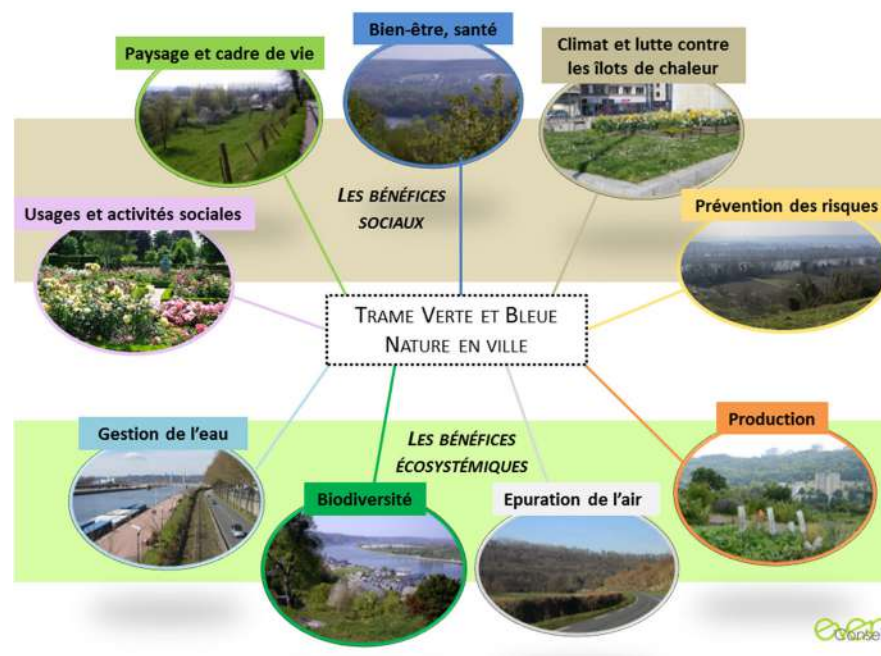 Bien-être, santé
Paysage et cadre de vie
Climat et lutte contre
les îlots de chaleur
LES BÉNÉFICES
SOCIAUX
Usages et activités sociales
Prévention des risques
TRAME VERTE ET BLEUE
NATURE EN VILLE
Gestion de l’eau
LES BÉNÉFICES
ÉCOSYSTÉMIQUES
Production
Biodiversité
Epuration de l’air